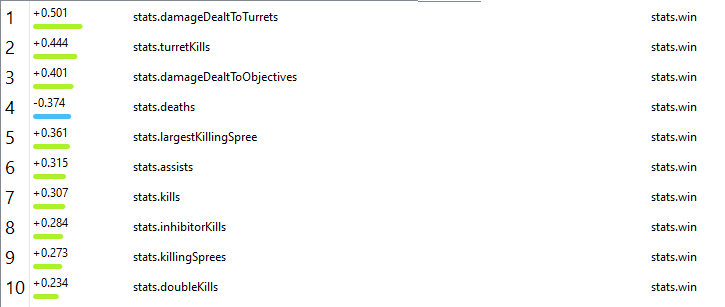 1 +0.501 stats.damageDealtToTurrets stats.win
2 +0.444 stats.turretKills stats.win
3 +0.401 stats.damageDealtToObjectives stats.win
4 -0.374 stats.deaths stats.win
5 +0.361 stats.largestKillingSpree stats.win
6 +0.315 stats.assists stats.win
7 +0.307 stats.kills stats.win
8 +0.284 stats.inhibitorKills stats.win
9 +0.273 stats.killingSprees stats.win
10 +0.234 stats.doubleKills stats.win